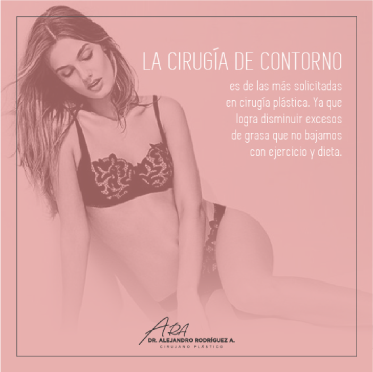 LA CIRUGÍA DE CONTORNO
es de las más solicitadas
en cirugía plástica. Ya que
logra disminuir excesos
de grasa que no bajamos
con ejercicio y dieta.
ARA
DR. ALEJANDRO RODRÍGUEZ A.
CIRUJANO PLÁSTICO